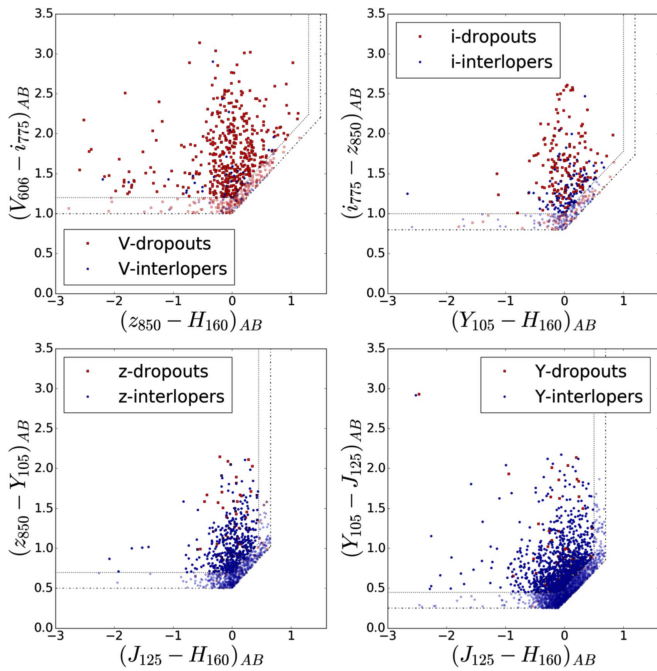 3.5
3.0
2.5
2.0
1.5
1.0
0.5
0.0
(V606 − i775)AB
V-dropouts
V-interlopers
−3 −2 −1 0 1
(z850 − H160)AB
3.5
3.0
2.5
2.0
1.5
1.0
0.5
0.0
(i775 − z850)AB
i-dropouts
i-interlopers
−3 −2 −1 0 1
(Y105 − H160)AB
3.5
3.0
2.5
2.0
1.5
1.0
0.5
0.0
(z850 − Y105)AB
z-dropouts
z-interlopers
−3 −2 −1 0 1
(J125 − H160)AB
3.5
3.0
2.5
2.0
1.5
1.0
0.5
0.0
(Y105 − J125)AB
Y-dropouts
Y-interlopers
−3 −2 −1 0 1
(J125 − H160)AB